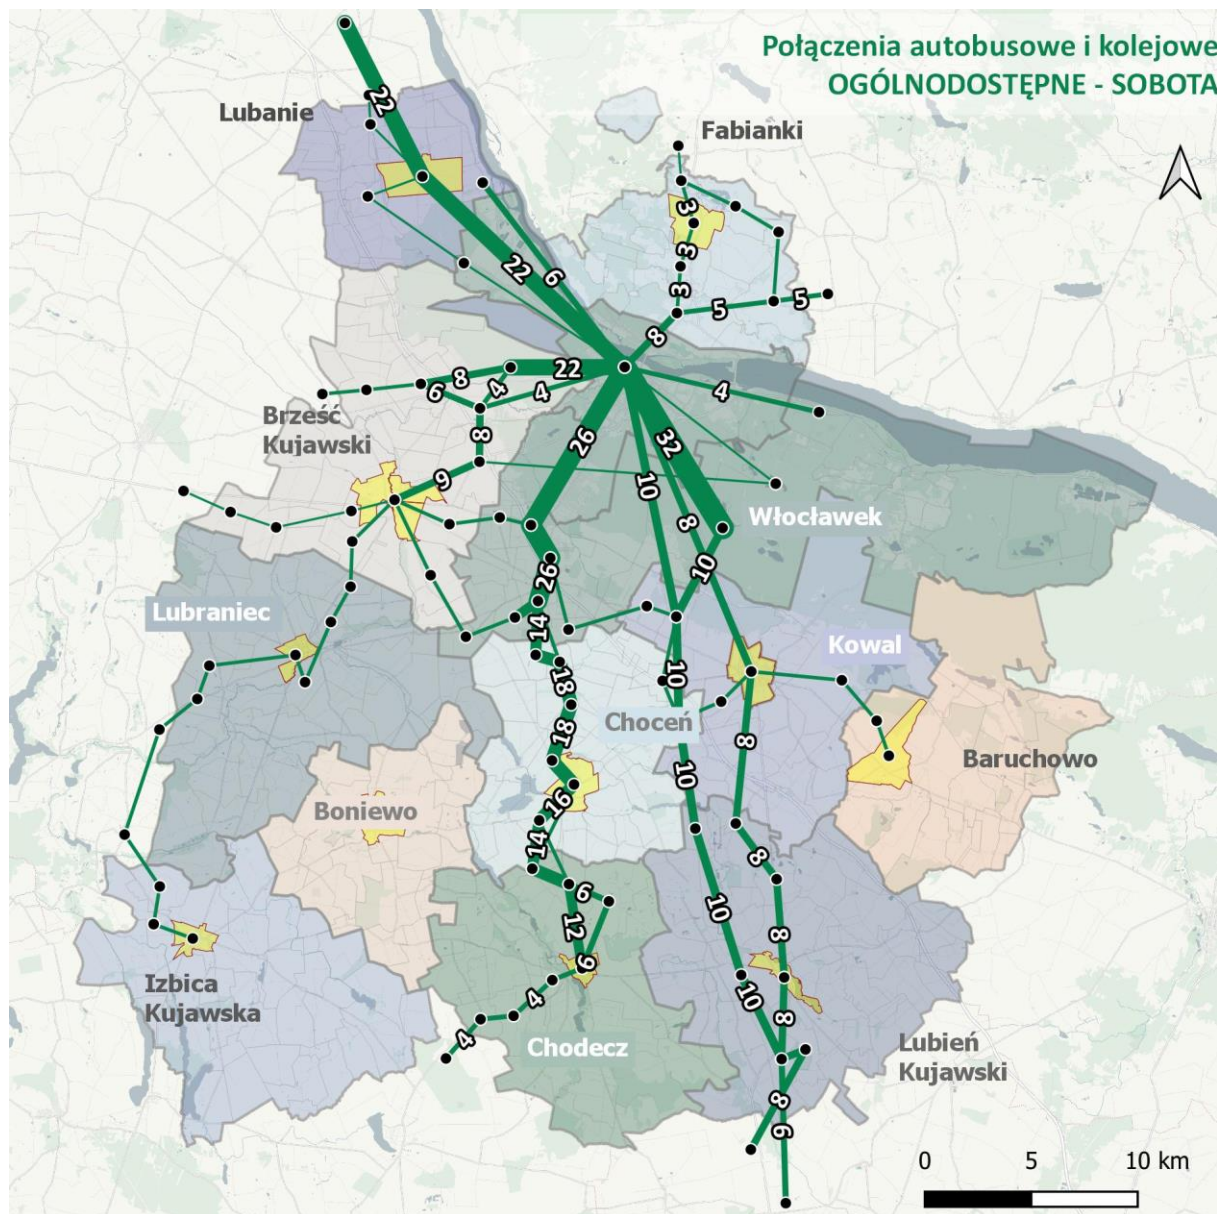 Połączenia autobusowe i kolejowe
OGÓLNODOSTĘPNE - SOBOTA
Lubanie
Fabianki
22
3
3
22
6
3
5
5
8
22
8
4
4
6
4
Brześć
Kujawski
8
26
32
9
10
Włocławek
8
10
26
Lubraniec
14
Kowal
18
10
Choceń
18
8
10
Baruchowo
Boniewo
16
14
8
6
10
12
8
6
Izbica
Kujawska
4
10
8
4
Chodecz
Lubień
Kujawski
8
6
0 5 10 km